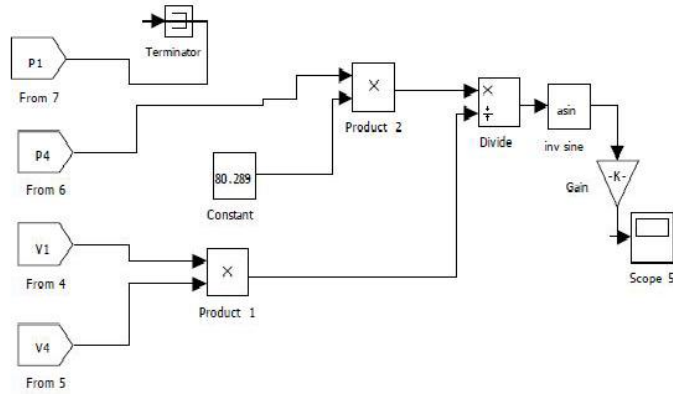 Terminator
P1
From 7
×
Product 2
×
÷
Divide
asin
inv sine
P4
From 6
80.289
Constant
-K-
Gain
Scope 5
V1
From 4
×
Product 1
V4
From 5